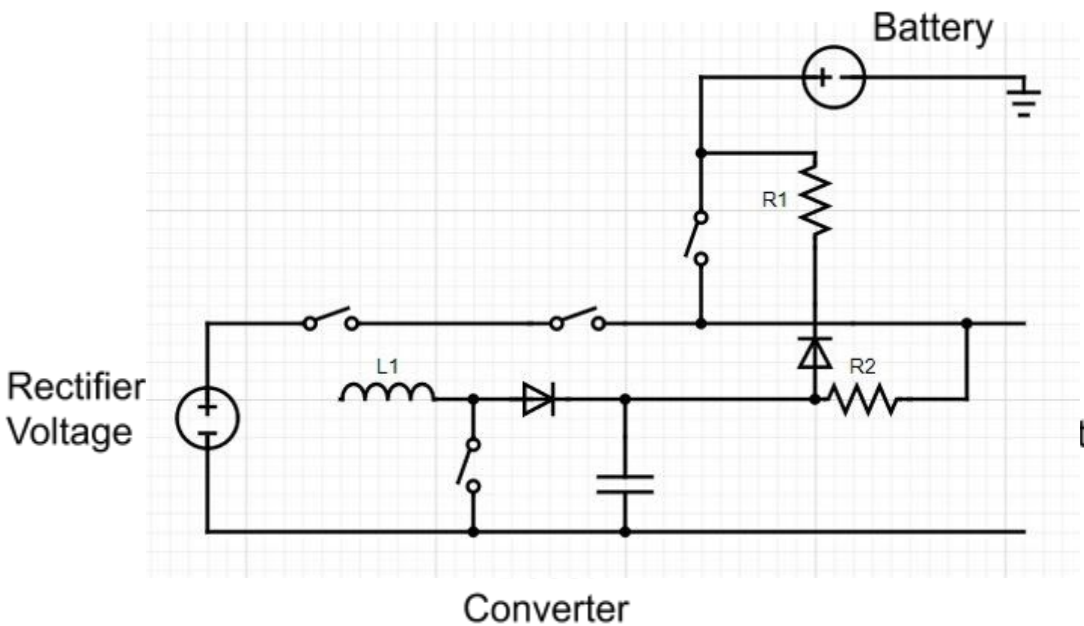 Battery
R1
L1
R2
Rectifier
Voltage
Converter